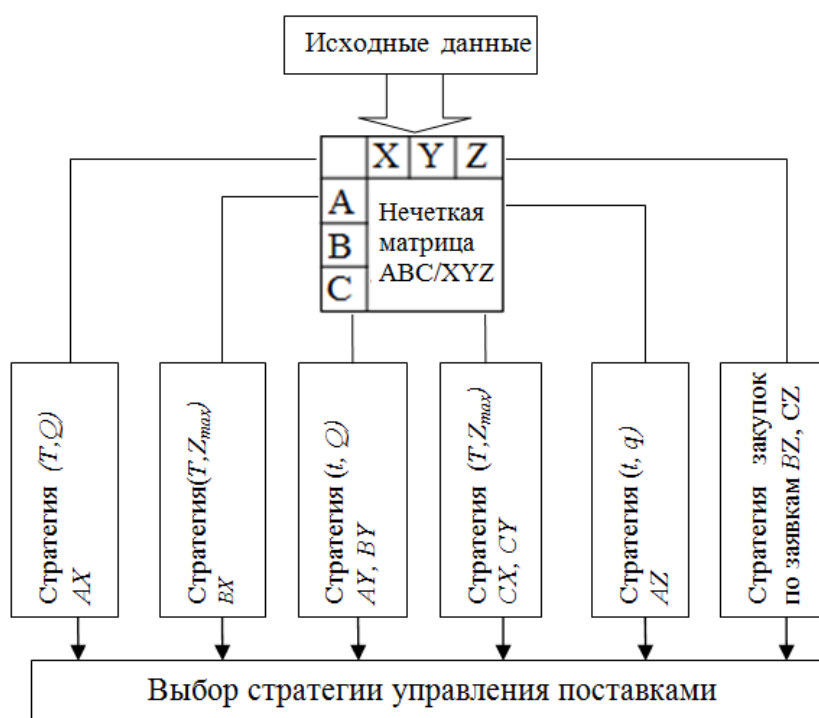 Исходные данные
X Y Z
A
B
C
Нечеткая
матрица
ABC/XYZ
Стратегия (T,Q)
AX
Стратегия(T,Zmax)
BX
Стратегия (t, Q)
AY, BY
Стратегия (T,Zmax)
CX, CY
Стратегия (t, q)
AZ
Стратегия закупок
по заявкам BZ, CZ
Выбор стратегии управления поставками